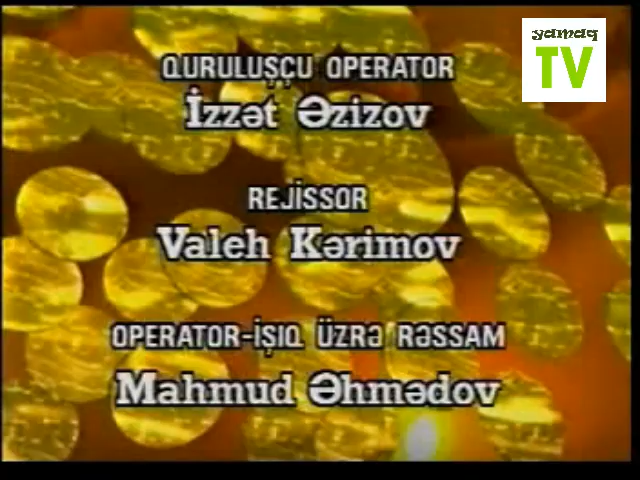 yamaq
TV
QURULUŞÇU OPERATOR
İzzət Əzizov
REJİSSOR
Valeh Kərimov
OPERATOR-İŞIQ ÜZRƏ RƏSSAM
Mahmud Əhmədov